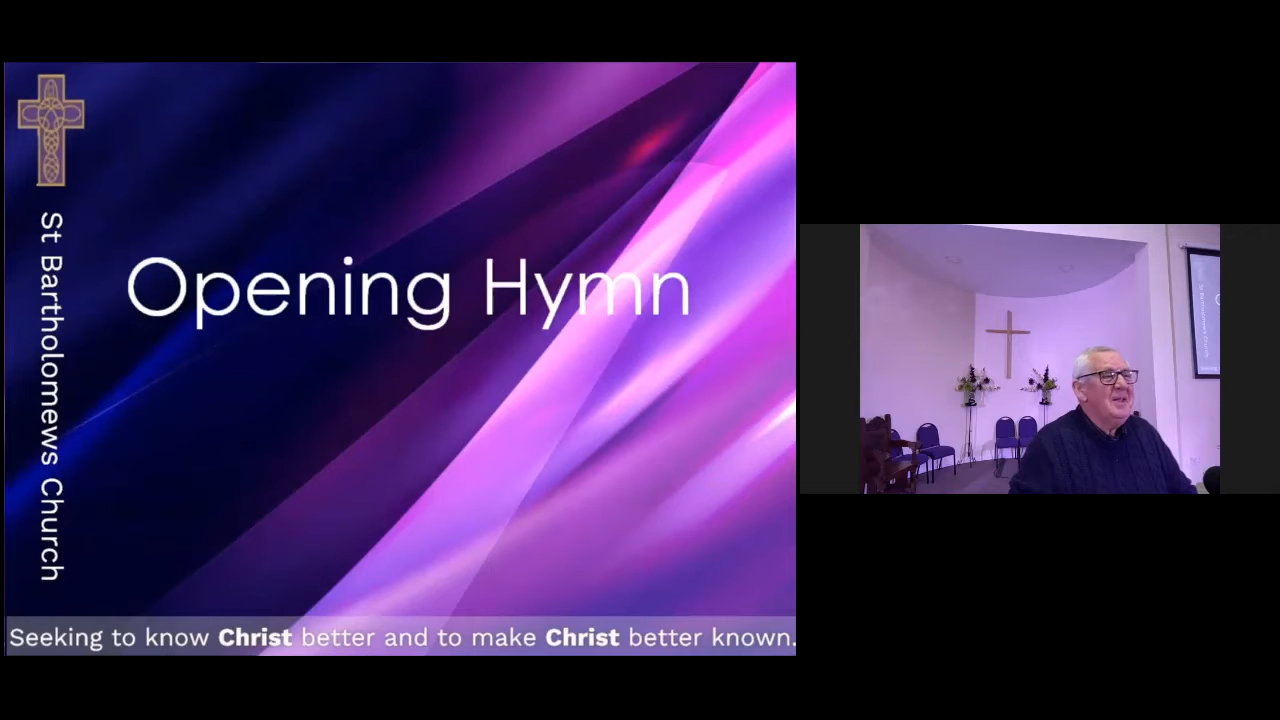 St Bartholomews Church
Opening Hymn
Seeking to know Christ better and to make Christ better known.